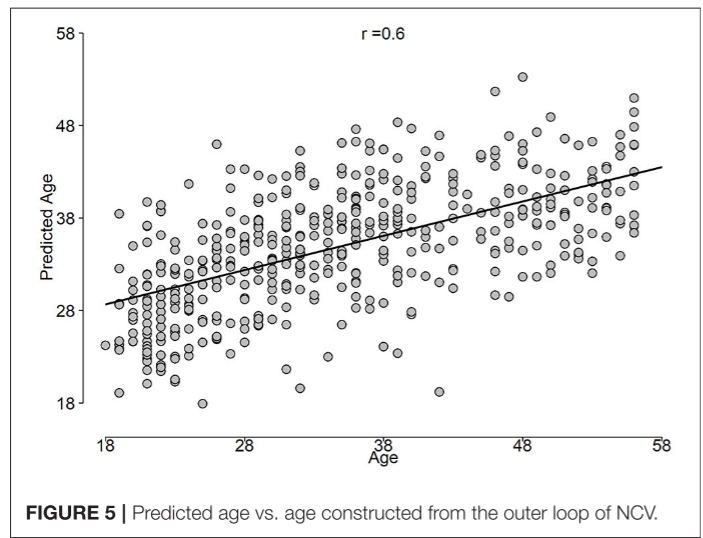 r =0.6
58
48
38
28
18
Predicted Age
18 28 38 48 58
Age
FIGURE 5 | Predicted age vs. age constructed from the outer loop of NCV.